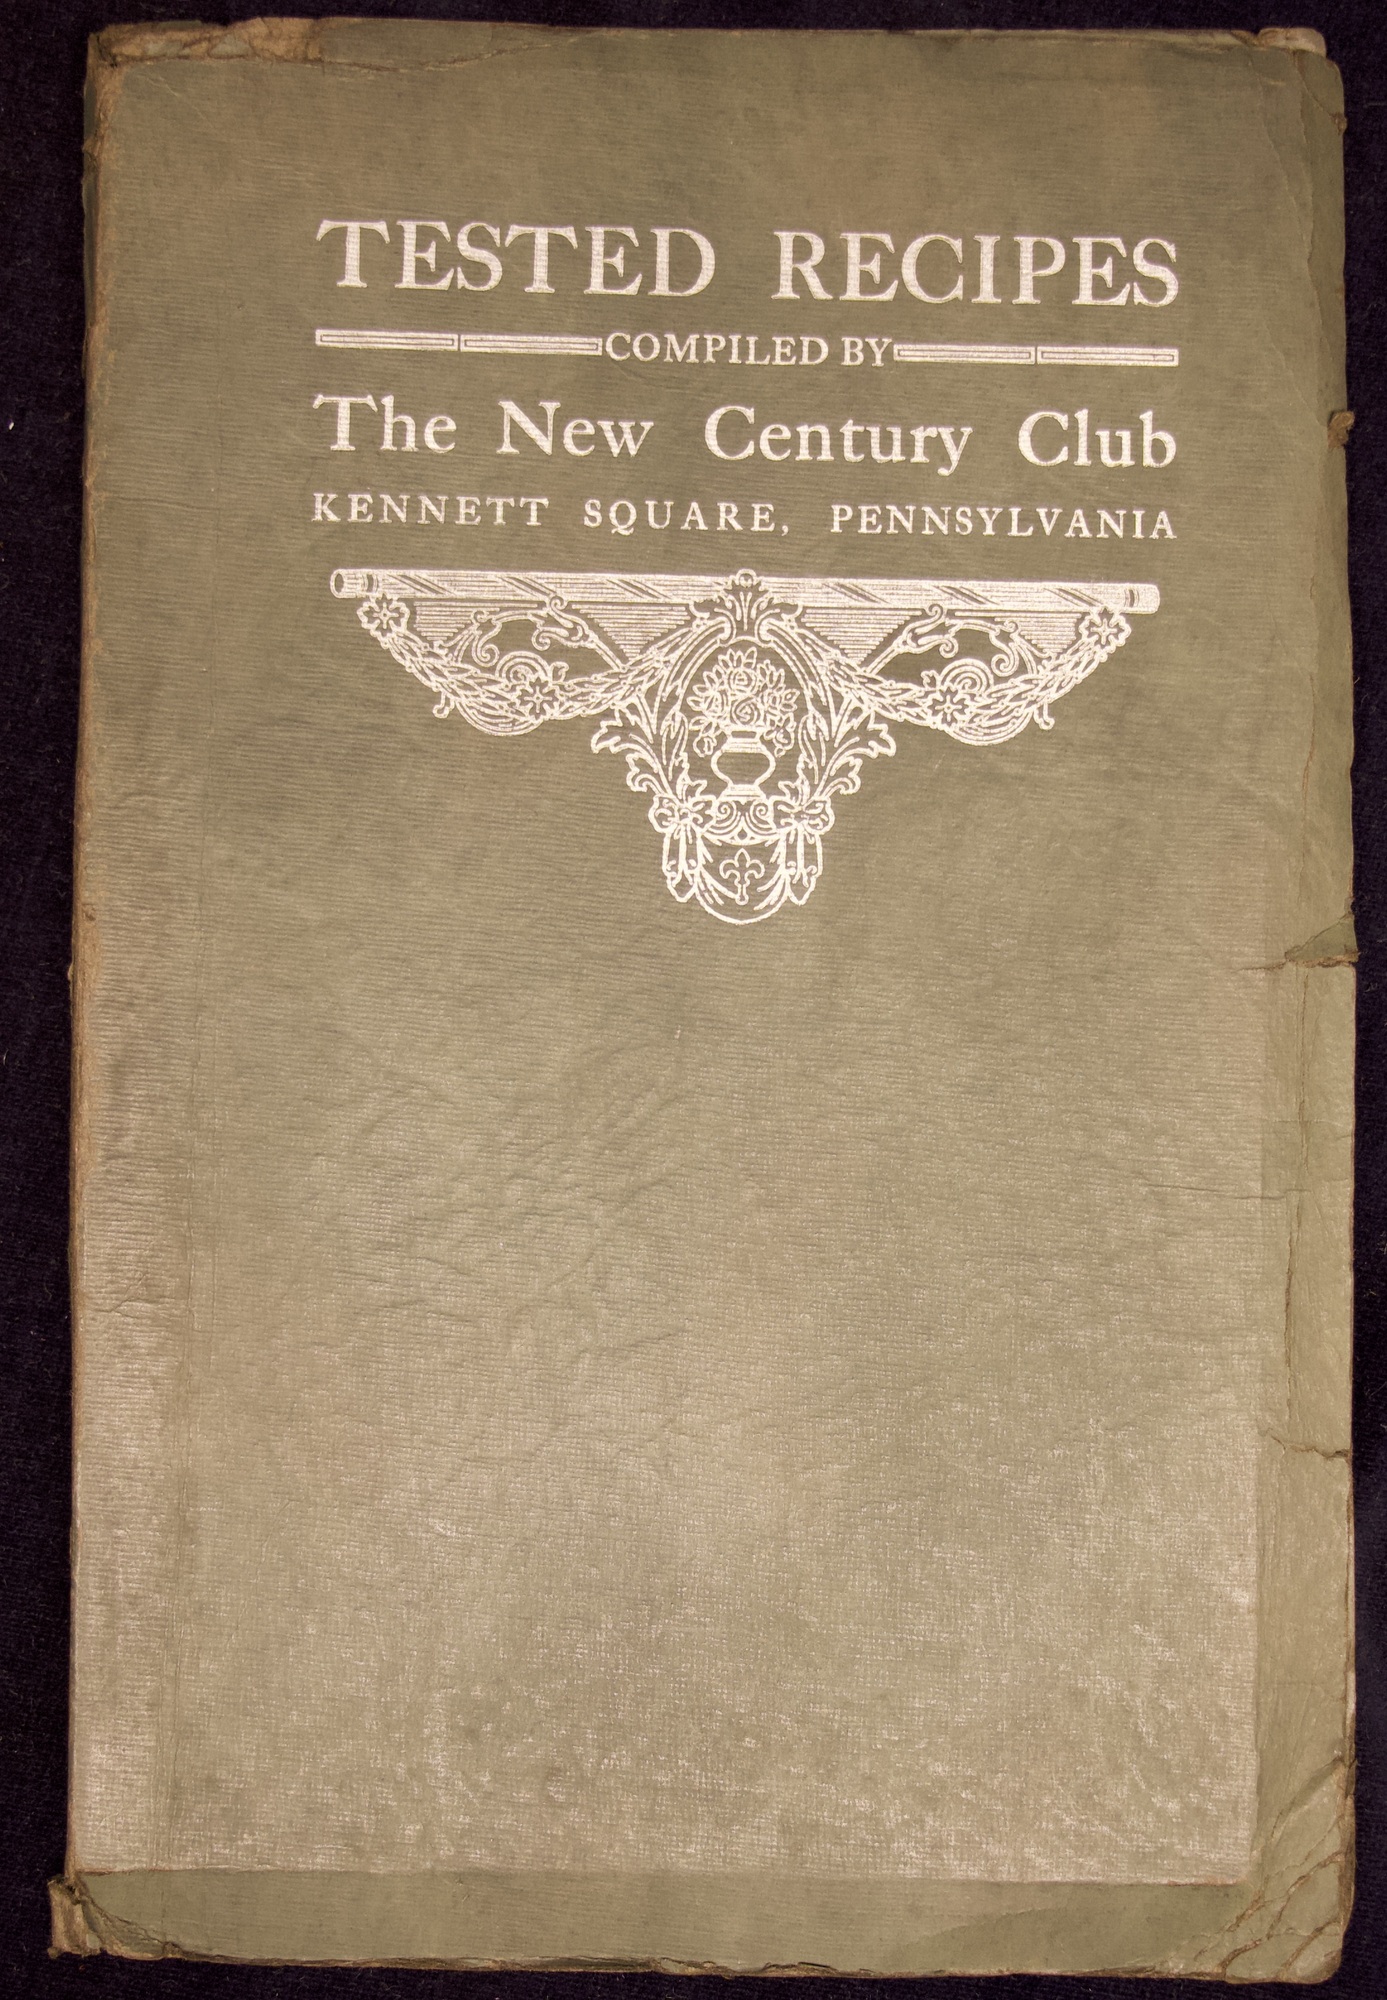 TESTED RECIPES
COMPILED BY
The New Century Club
KENNETT SQUARE, PENNSYLVANIA